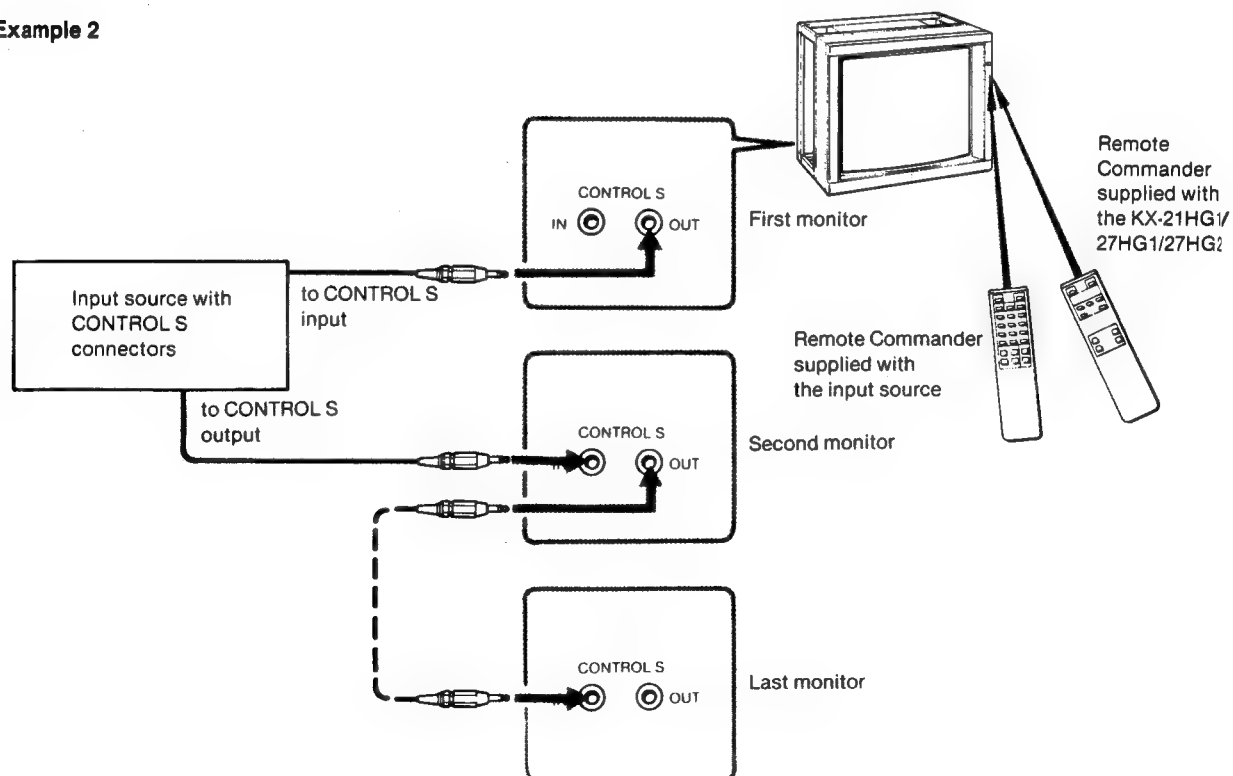 Example 2
CONTROL S
IN
OUT
First monitor
Remote
Commander
supplied with
the KX-21HG1/
27HG1/27HG2
Input source with
CONTROL S
connectors
to CONTROL S
input
Remote Commander
supplied with
the input source
to CONTROL S
output
CONTROL S
OUT
Second monitor
CONTROL S
OUT
Last monitor